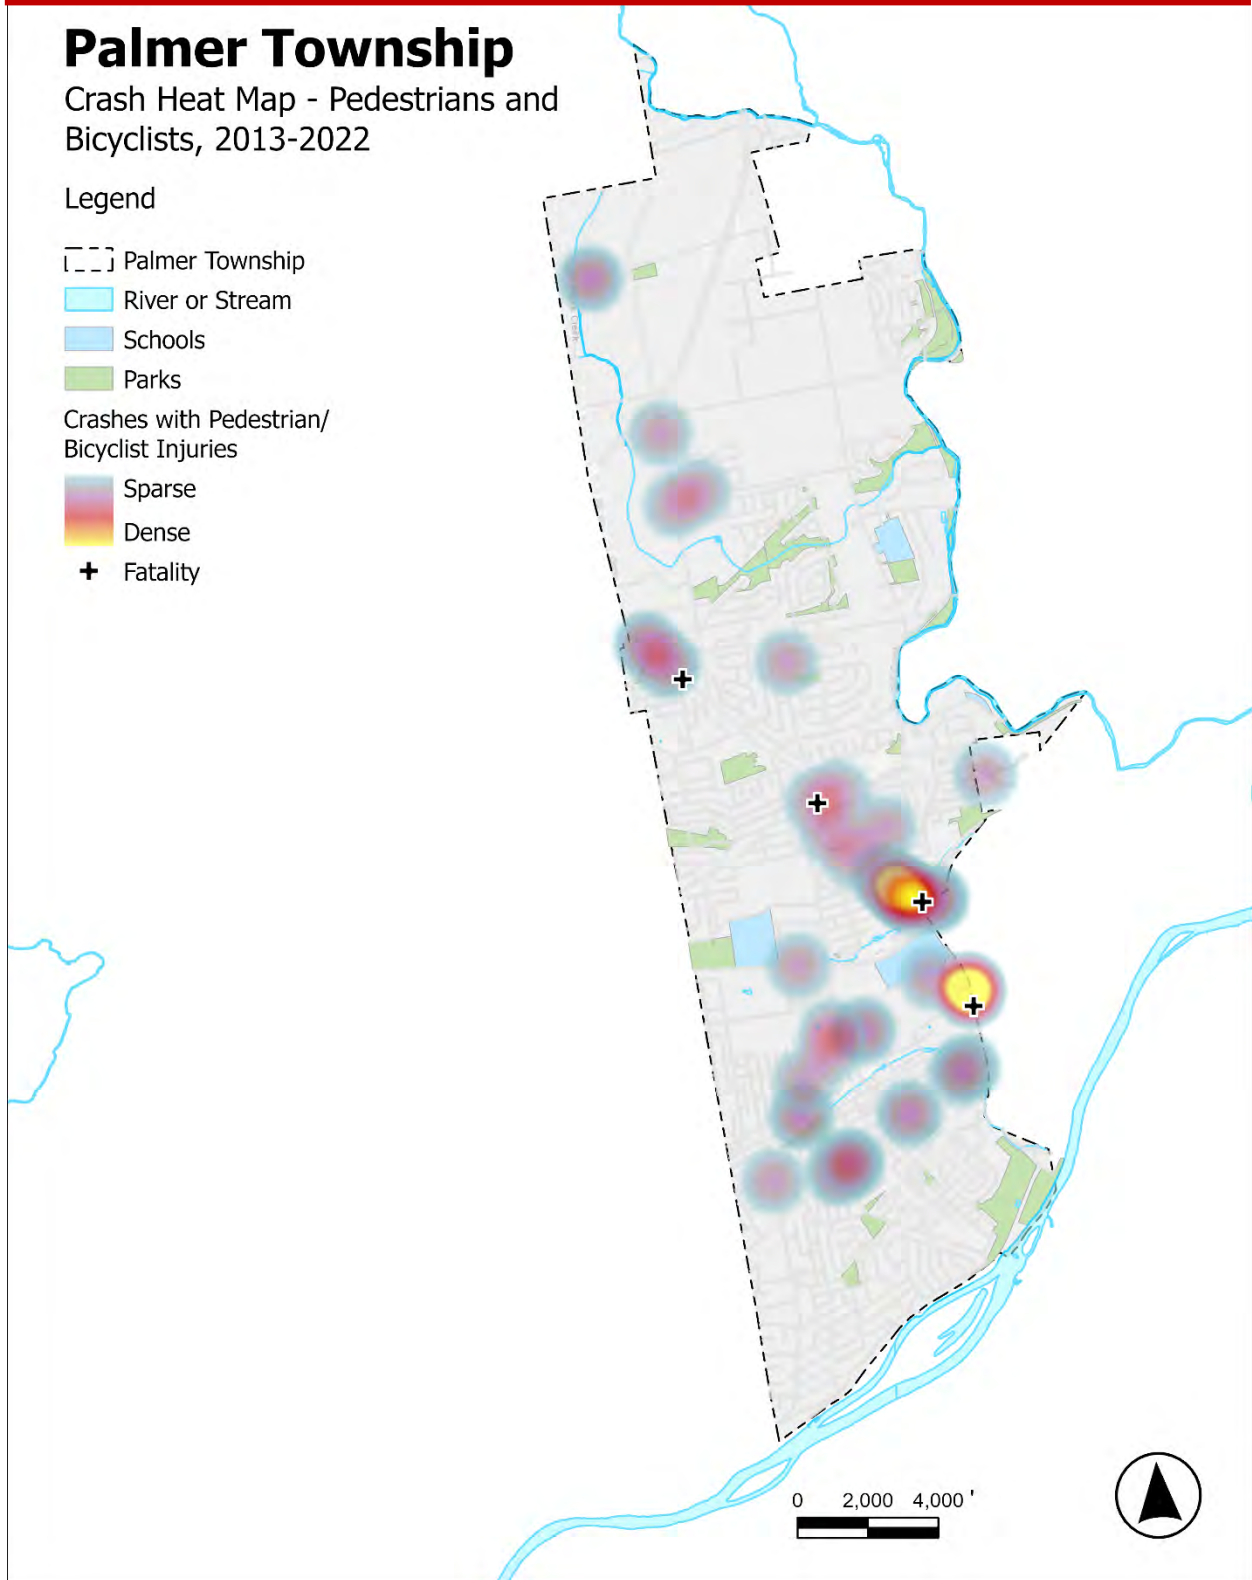 Palmer Township
Crash Heat Map - Pedestrians and
Bicyclists, 2013-2022
Legend
Palmer Township
River or Stream
Schools
Parks
Crashes with Pedestrian/
Bicyclist Injuries
Sparse
Dense
Fatality
0 2,000 4,000 '